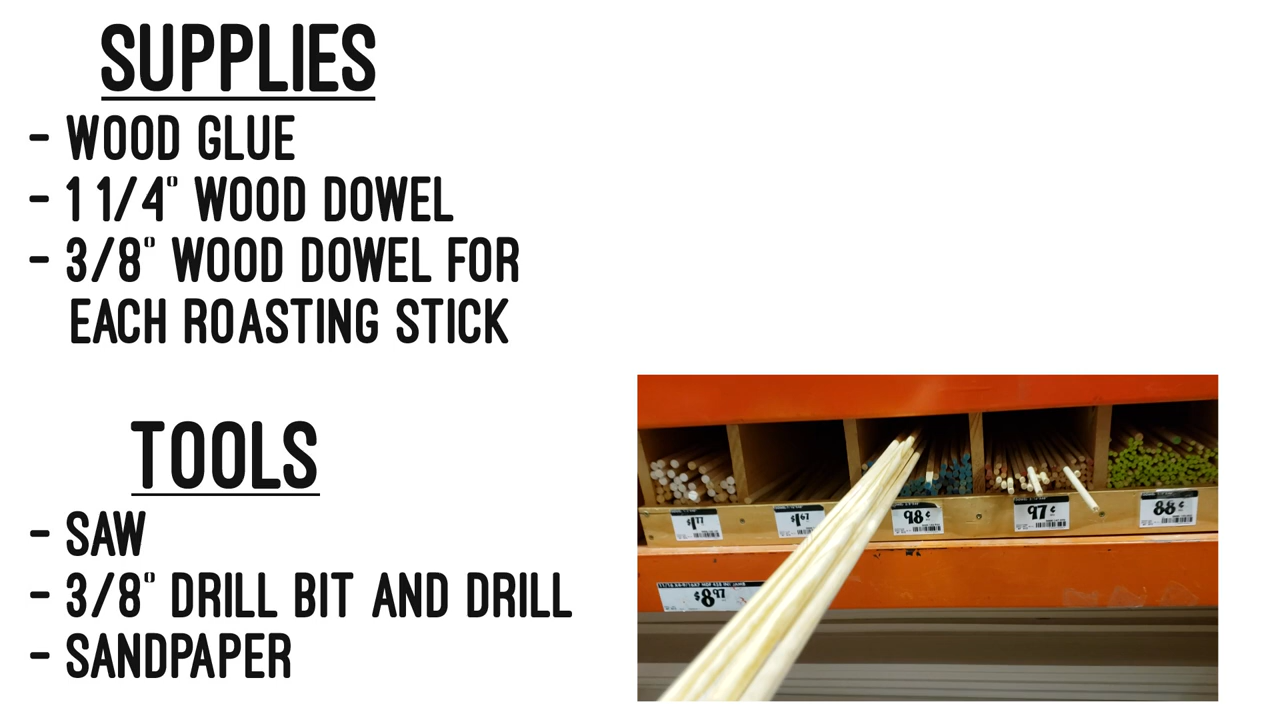 SUPPLIES
- WOOD GLUE
- 1 1/4" WOOD DOWEL
- 3/8" WOOD DOWEL FOR
EACH ROASTING STICK
TOOLS
- SAW
- 3/8" DRILL BIT AND DRILL
- SANDPAPER
$1 77
$1 67
98¢
97¢
88¢
$8 97